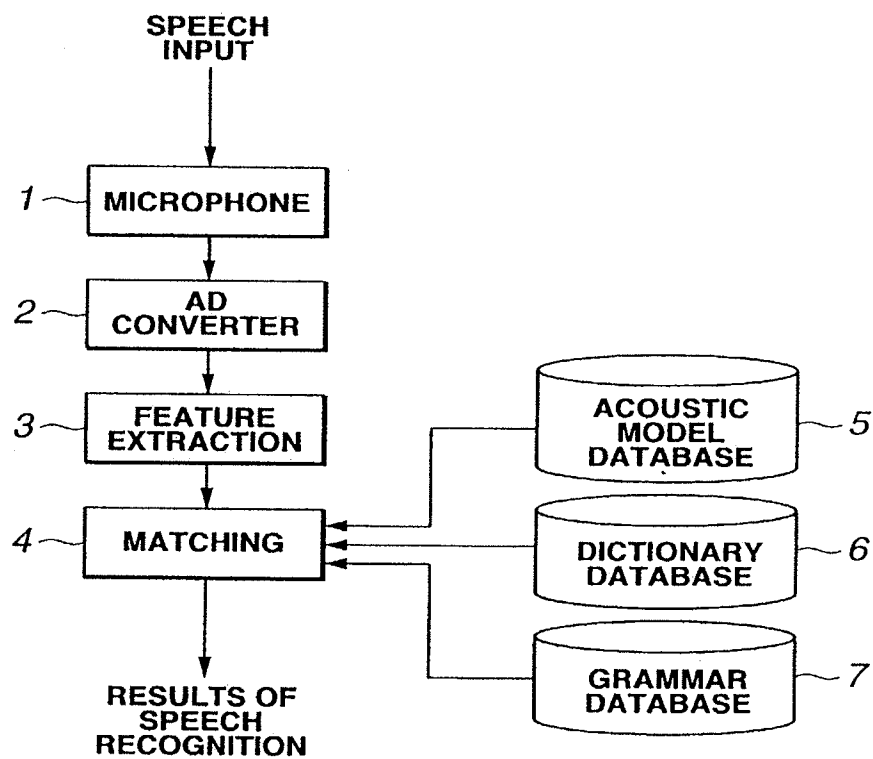 SPEECH
INPUT
1
MICROPHONE
2
AD
CONVERTER
3
FEATURE
EXTRACTION
4
MATCHING
RESULTS OF
SPEECH
RECOGNITION
ACOUSTIC
MODEL
DATABASE
5
DICTIONARY
DATABASE
6
GRAMMAR
DATABASE
7